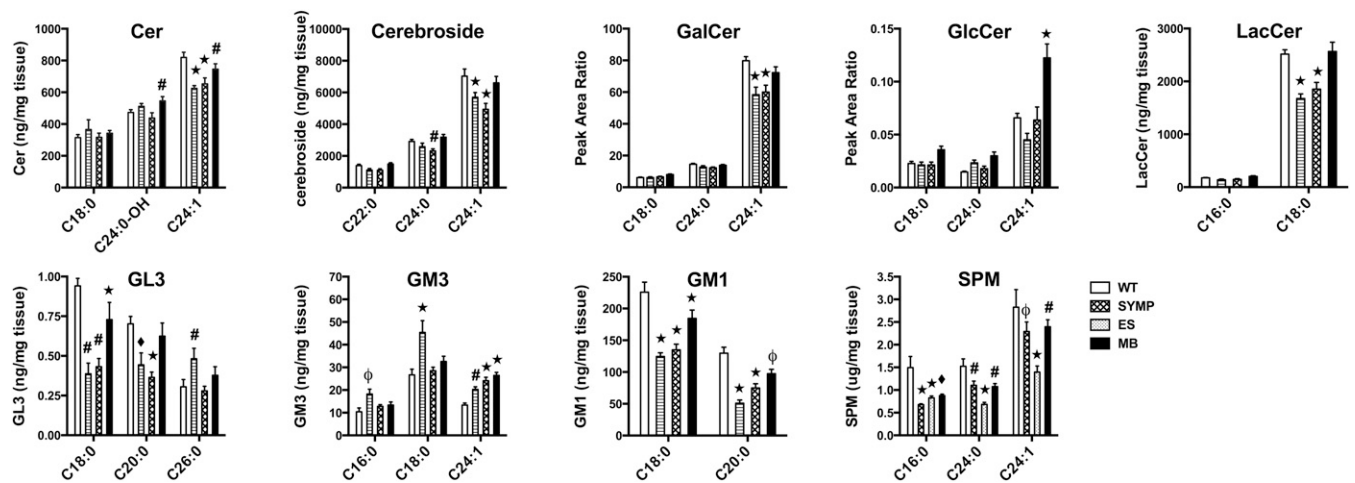 Cer
Cer (ng/mg tissue)
1000
800
600
400
200
0
★ ★ #
#
C18:0
C24:0-OH
C24:1
Cerebroside
cerebroside (ng/mg tissue)
10000
8000
6000
4000
2000
0
#
★ ★
C22:0
C24:0
C24:1
GalCer
Peak Area Ratio
100
80
60
40
20
0
★ ★
C18:0
C24:0
C24:1
GlcCer
Peak Area Ratio
0.15
0.10
0.05
0.00
★
C18:0
C24:0
C24:1
LacCer
LacCer (ng/mg tissue)
3000
2000
1000
0
★ ★
C16:0
C18:0
GL3
GL3 (ng/mg tissue)
1.00
0.75
0.50
0.25
0.00
# # ★
♦ ★
#
C18:0
C20:0
C26:0
GM3
GM3 (ng/mg tissue)
70
60
50
40
30
20
10
0
ϕ
★
# ★ ★
C16:0
C18:0
C24:1
GM1
GM1 (ng/mg tissue)
250
200
150
100
50
0
★ ★ ★
★ ★ ϕ
C18:0
C20:0
SPM
SPM (ug/mg tissue)
3.5
3.0
2.5
2.0
1.5
1.0
0.5
0.0
★ ★ ♦
# ★ #
ϕ ★ #
C16:0
C24:0
C24:1
WT
SYMP
ES
MB